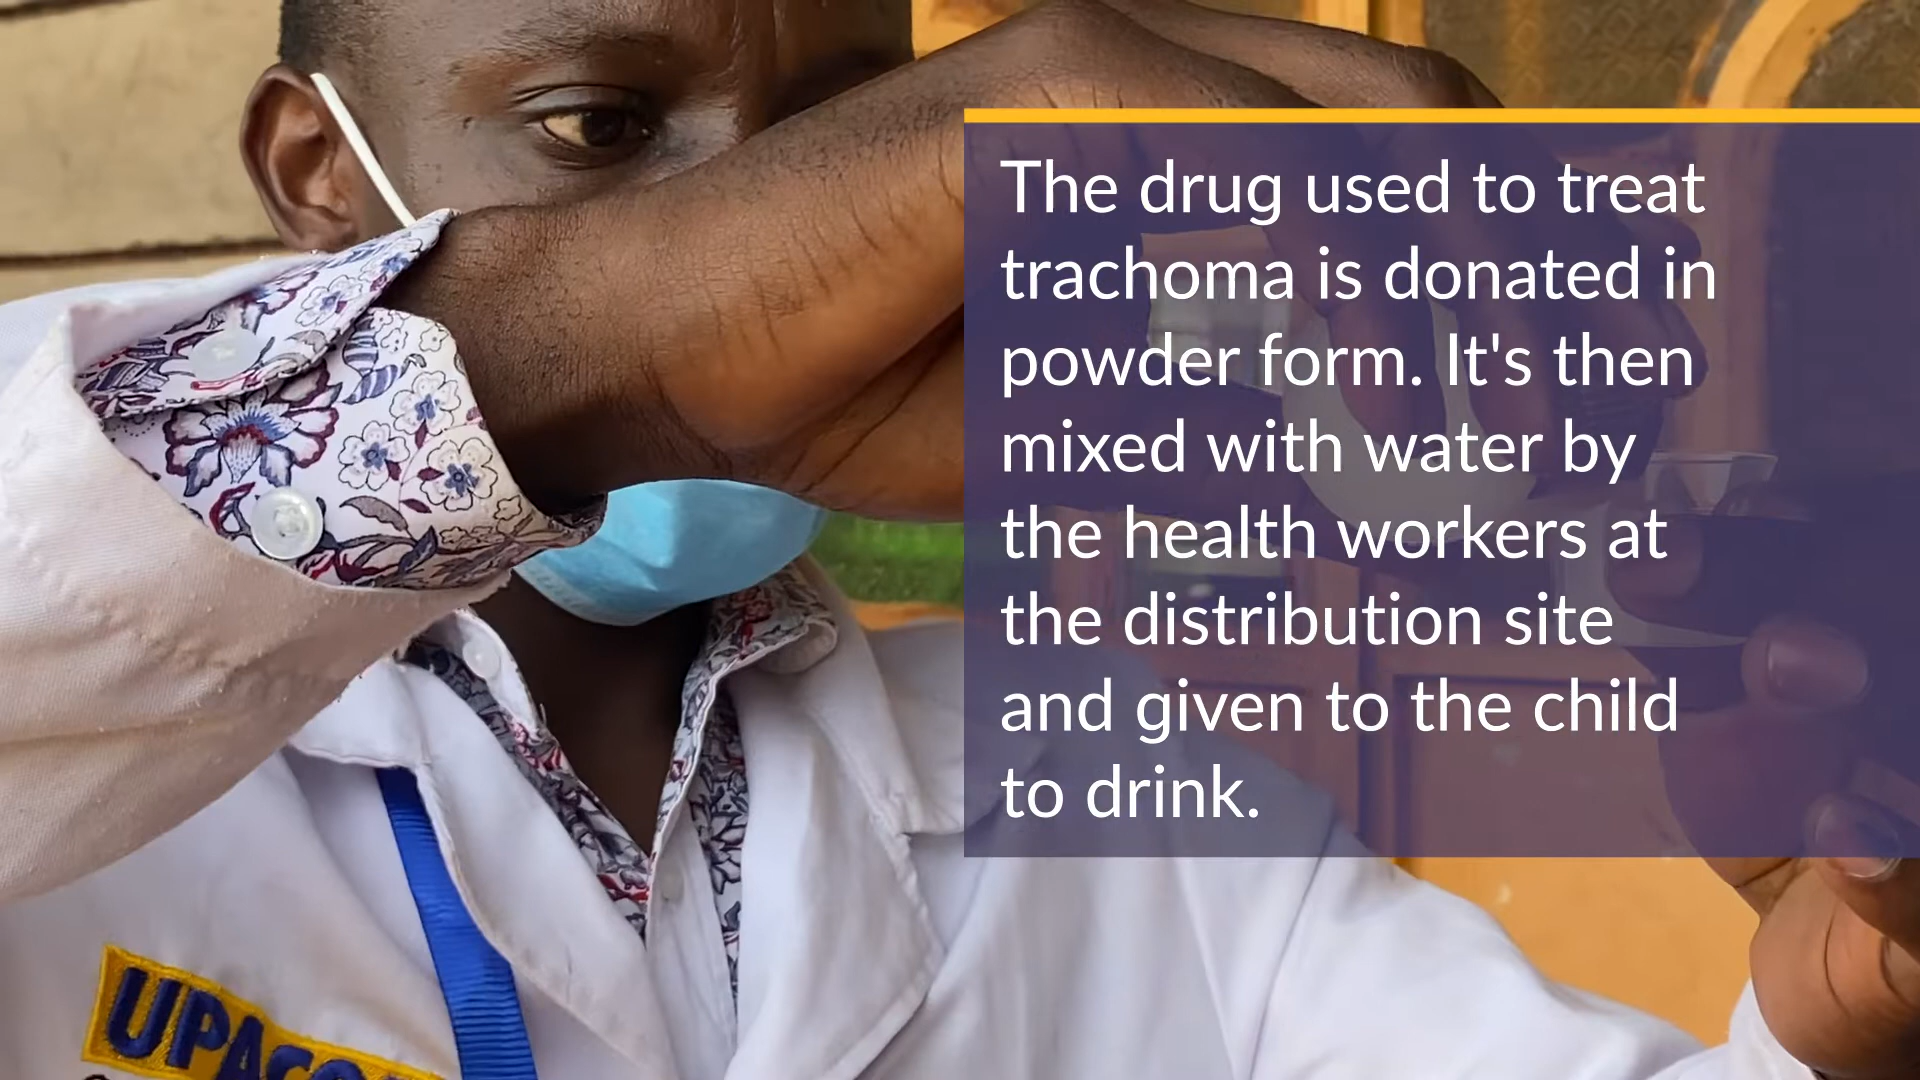 The drug used to treat
trachoma is donated in
powder form. It's then
mixed with water by
the health workers at
the distribution site
and given to the child
to drink.